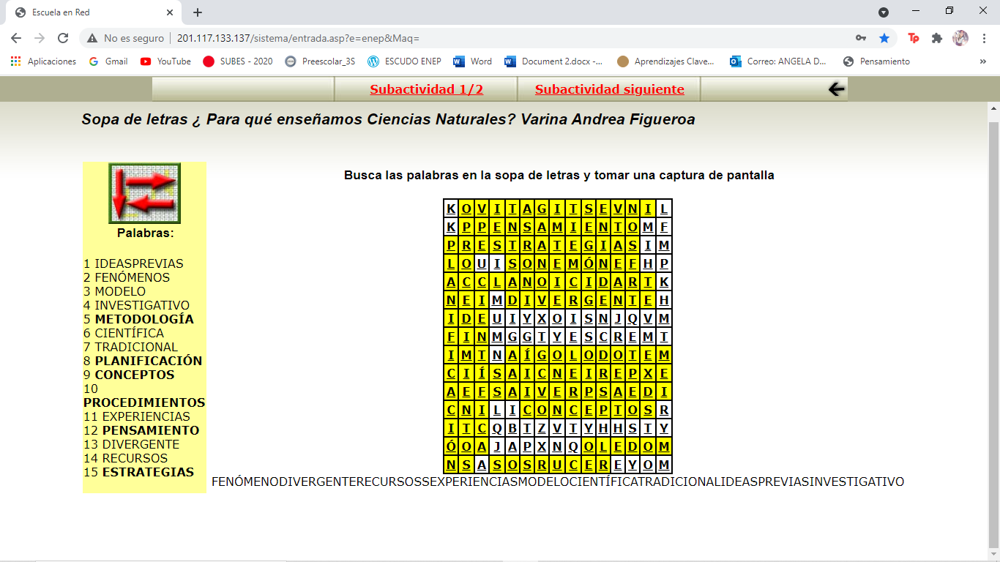 Escuela en Red
No es seguro | 201.117.133.137/sistema/entrada.asp?e=enep&Maq=
Aplicaciones Gmail YouTube SUBES - 2020 Preescolar_3S ESCUDO ENEP Word Document 2.docx -... Aprendizajes Clave... Correo: ANGELA D... Pensamiento »
Subactividad 1/2 Subactividad siguiente
Sopa de letras ¿ Para qué enseñamos Ciencias Naturales? Varina Andrea Figueroa
Palabras:
1 IDEASPREVIAS
2 FENÓMENOS
3 MODELO
4 INVESTIGATIVO
5 METODOLOGÍA
6 CIENTÍFICA
7 TRADICIONAL
8 PLANIFICACIÓN
9 CONCEPTOS
10
PROCEDIMIENTOS
11 EXPERIENCIAS
12 PENSAMIENTO
13 DIVERGENTE
14 RECURSOS
15 ESTRATEGIAS
Busca las palabras en la sopa de letras y tomar una captura de pantalla
K O V I T A G I T S E V N I L
K P P E N S A M I E N T O M F
P R E S T R A T E G I A S I M
L O U I S O N E M Ó N E F H P
A C C L A N O I C I D A R T K
N E I M D I V E R G E N T E H
I D E U I Y X O I S N J Q V M
F I N M G G T Y E S C R E M T
I M T N A Í G O L O D O T E M
C I Í S A I C N E I R E P X E
A E F S A I V E R P S A E D I
C N I L I C O N C E P T O S R
I T C Q B T Z V T Y H H S T Y
Ó O A J A P X N Q O L E D O M
N S A S O S R U C E R E Y O M
FENÓMENODIVERGENTERECURSOSSEXPERIENCIASMODELOCIENTÍFICATRADICIONALIDEASPREVIASINVESTIGATIVO